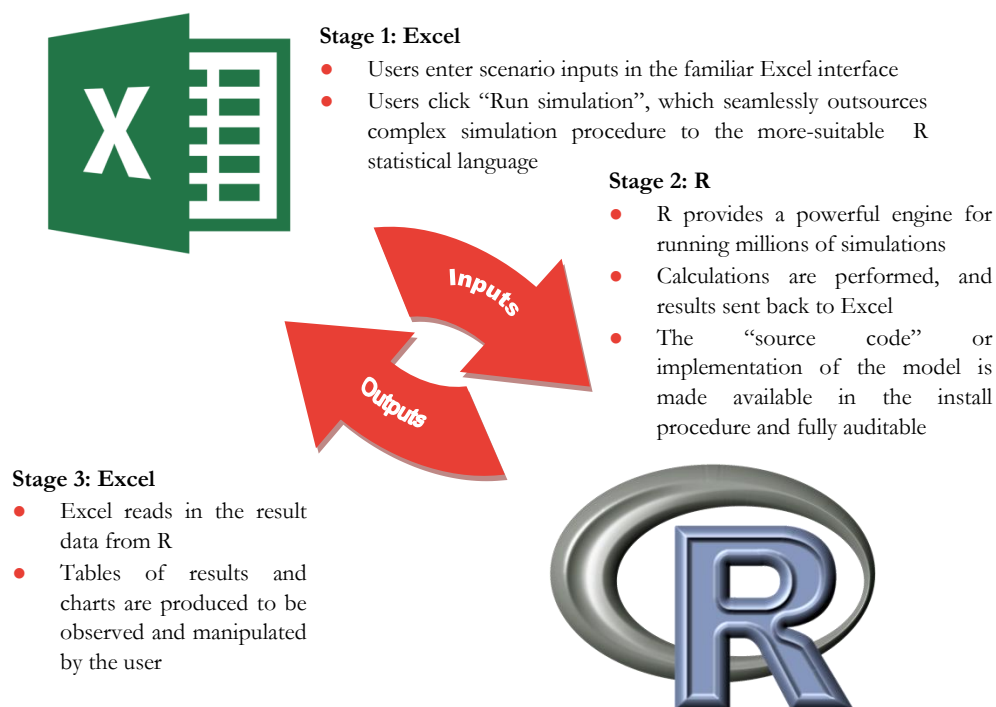 X
Stage 1: Excel
● Users enter scenario inputs in the familiar Excel interface
● Users click “Run simulation”, which seamlessly outsources
complex simulation procedure to the more-suitable R
statistical language
Stage 2: R
● R provides a powerful engine for
running millions of simulations
● Calculations are performed, and
results sent back to Excel
● The “source code” or
implementation of the model is
made available in the install
procedure and fully auditable
Inputs
Outputs
Stage 3: Excel
● Excel reads in the result
data from R
● Tables of results and
charts are produced to be
observed and manipulated
by the user
R